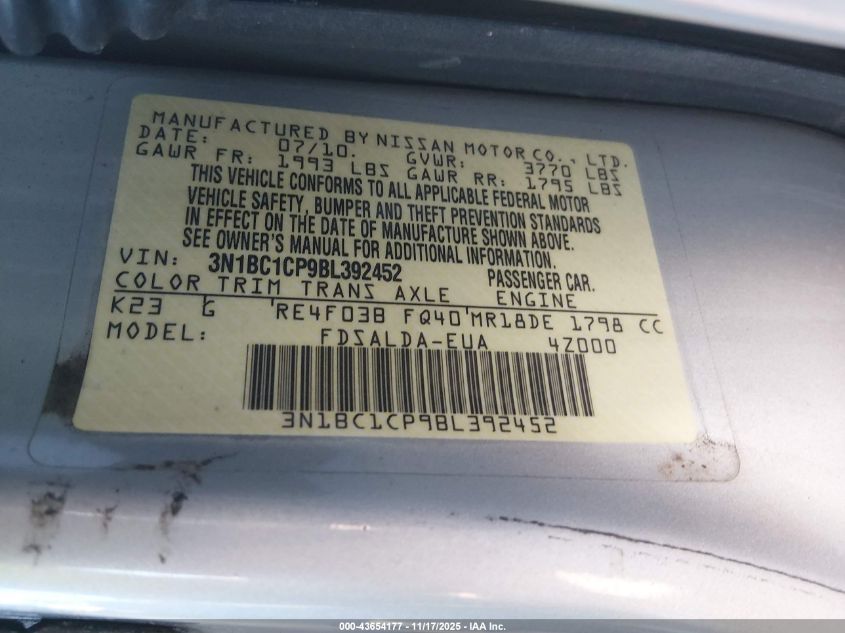 MANUFACTURED BY NISSAN MOTOR CO., LTD.
DATE: 07/10. GVWR: 3770 LBS
GAWR FR: 1993 LBS GAWR RR: 1795 LBS
THIS VEHICLE CONFORMS TO ALL APPLICABLE FEDERAL MOTOR
VEHICLE SAFETY, BUMPER AND THEFT PREVENTION STANDARDS
IN EFFECT ON THE DATE OF MANUFACTURE SHOWN ABOVE.
SEE OWNER'S MANUAL FOR ADDITIONAL INFORMATION.
VIN: 3N1BC1CP9BL392452 PASSENGER CAR.
COLOR TRIM TRANS AXLE ENGINE
K23 G RE4F03B FQ40 MR18DE 1798 CC
MODEL: FDSALDA-EUA 4Z000
3N1BC1CP9BL392452
000-43654177 - 11/17/2025 - IAA Inc.